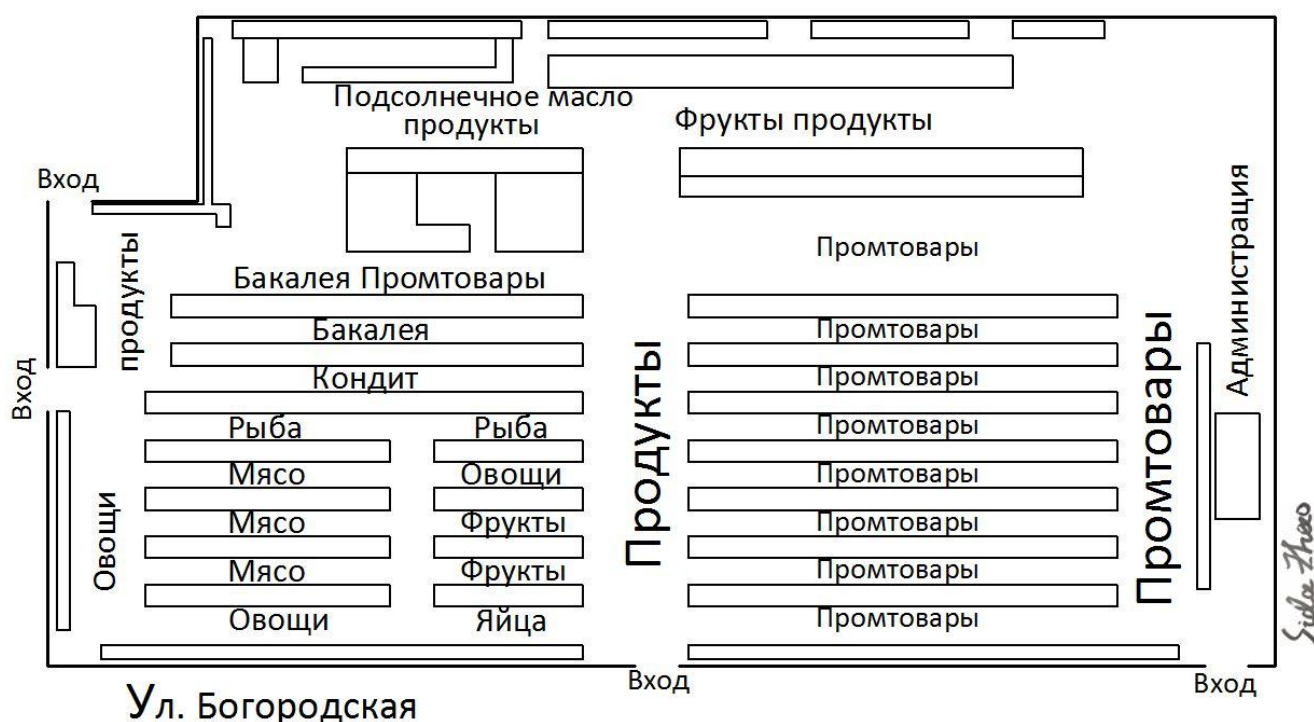 Подсолнечное масло
продукты
Фрукты продукты
Вход
продукты
Администрация
Промтовары
Бакалея Промтовары
Бакалея
Промтовары
Кондит
Промтовары
Вход
Рыба
Рыба
Промтовары
Мясо
Овощи
Промтовары
Мясо
Фрукты
Промтовары
Мясо
Фрукты
Промтовары
Овощи
Яйца
Промтовары
Овощи
Продукты
Промтовары
Вход
Вход
Ул. Богородская